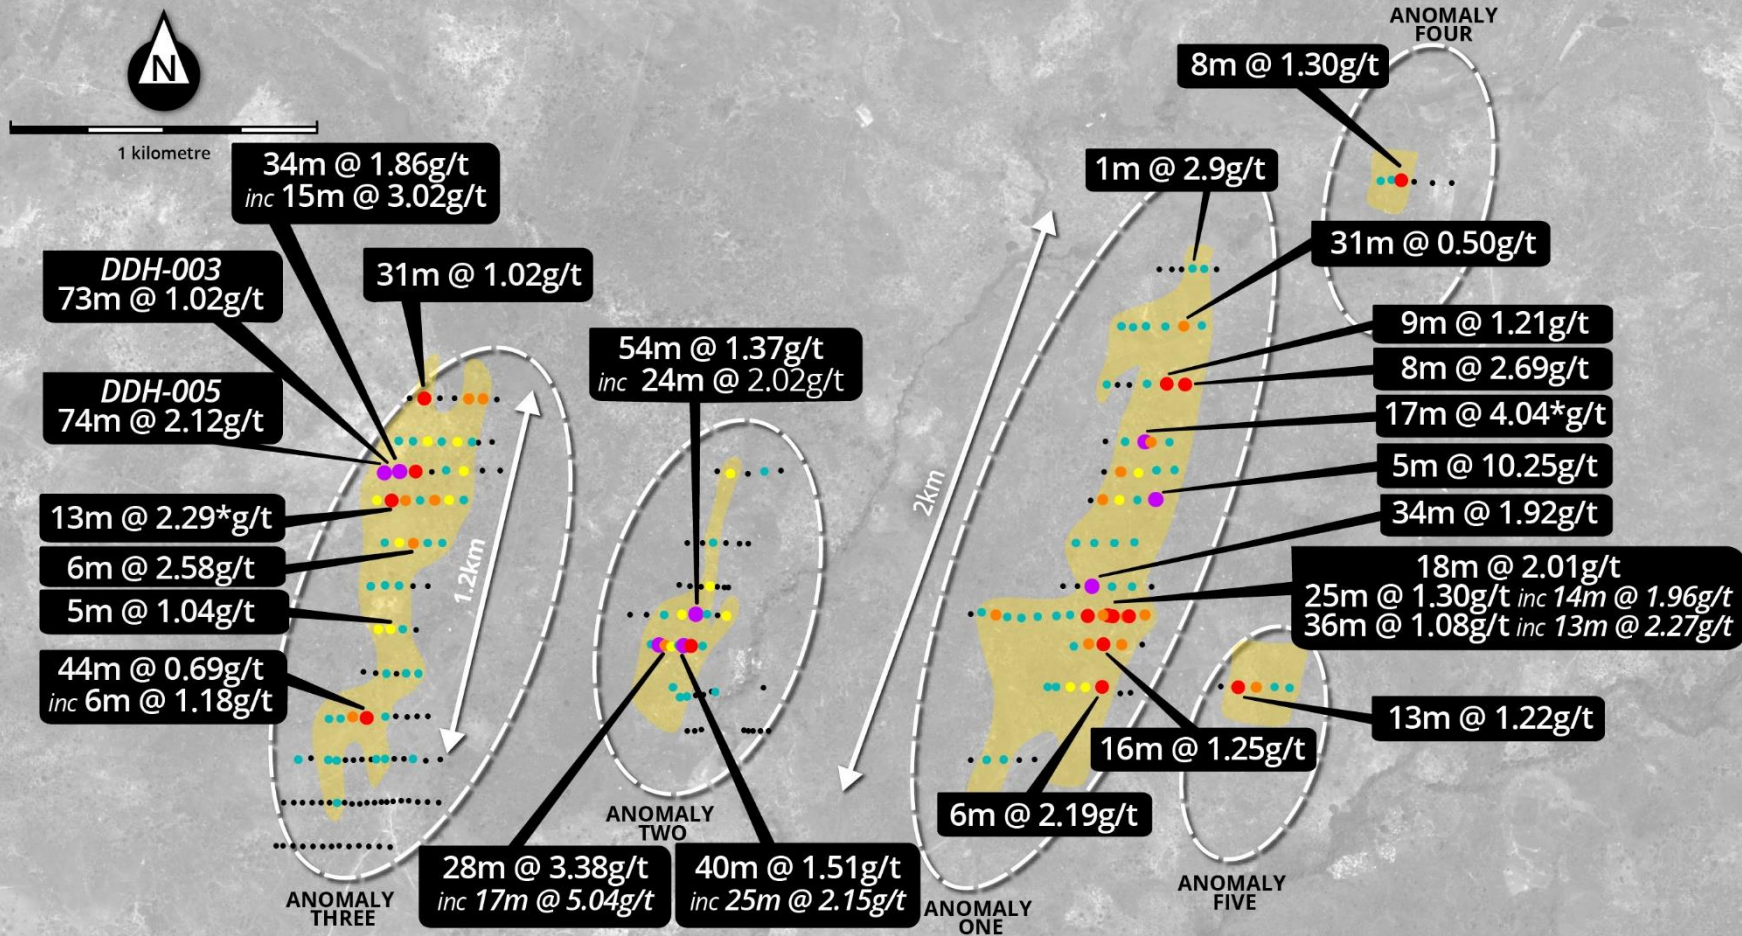 N
1 kilometre
ANOMALY
FOUR
8m @ 1.30g/t
34m @ 1.86g/t
inc 15m @ 3.02g/t
1m @ 2.9g/t
31m @ 0.50g/t
DDH-003
73m @ 1.02g/t
31m @ 1.02g/t
DDH-005
74m @ 2.12g/t
54m @ 1.37g/t
inc 24m @ 2.02g/t
9m @ 1.21g/t
8m @ 2.69g/t
17m @ 4.04*g/t
5m @ 10.25g/t
34m @ 1.92g/t
13m @ 2.29*g/t
6m @ 2.58g/t
5m @ 1.04g/t
1.2km
2km
18m @ 2.01g/t
25m @ 1.30g/t inc 14m @ 1.96g/t
36m @ 1.08g/t inc 13m @ 2.27g/t
44m @ 0.69g/t
inc 6m @ 1.18g/t
13m @ 1.22g/t
16m @ 1.25g/t
6m @ 2.19g/t
ANOMALY
TWO
28m @ 3.38g/t
inc 17m @ 5.04g/t
40m @ 1.51g/t
inc 25m @ 2.15g/t
ANOMALY
THREE
ANOMALY
ONE
ANOMALY
FIVE